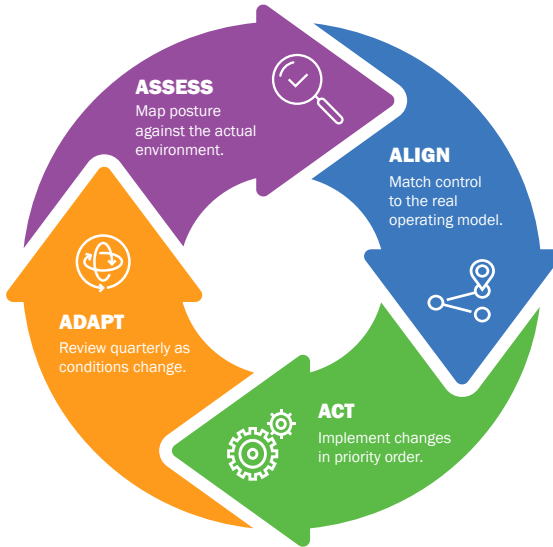 ASSESS
Map posture
against the actual
environment.
ALIGN
Match control
to the real
operating model.
ACT
Implement changes
in priority order.
ADAPT
Review quarterly as
conditions change.